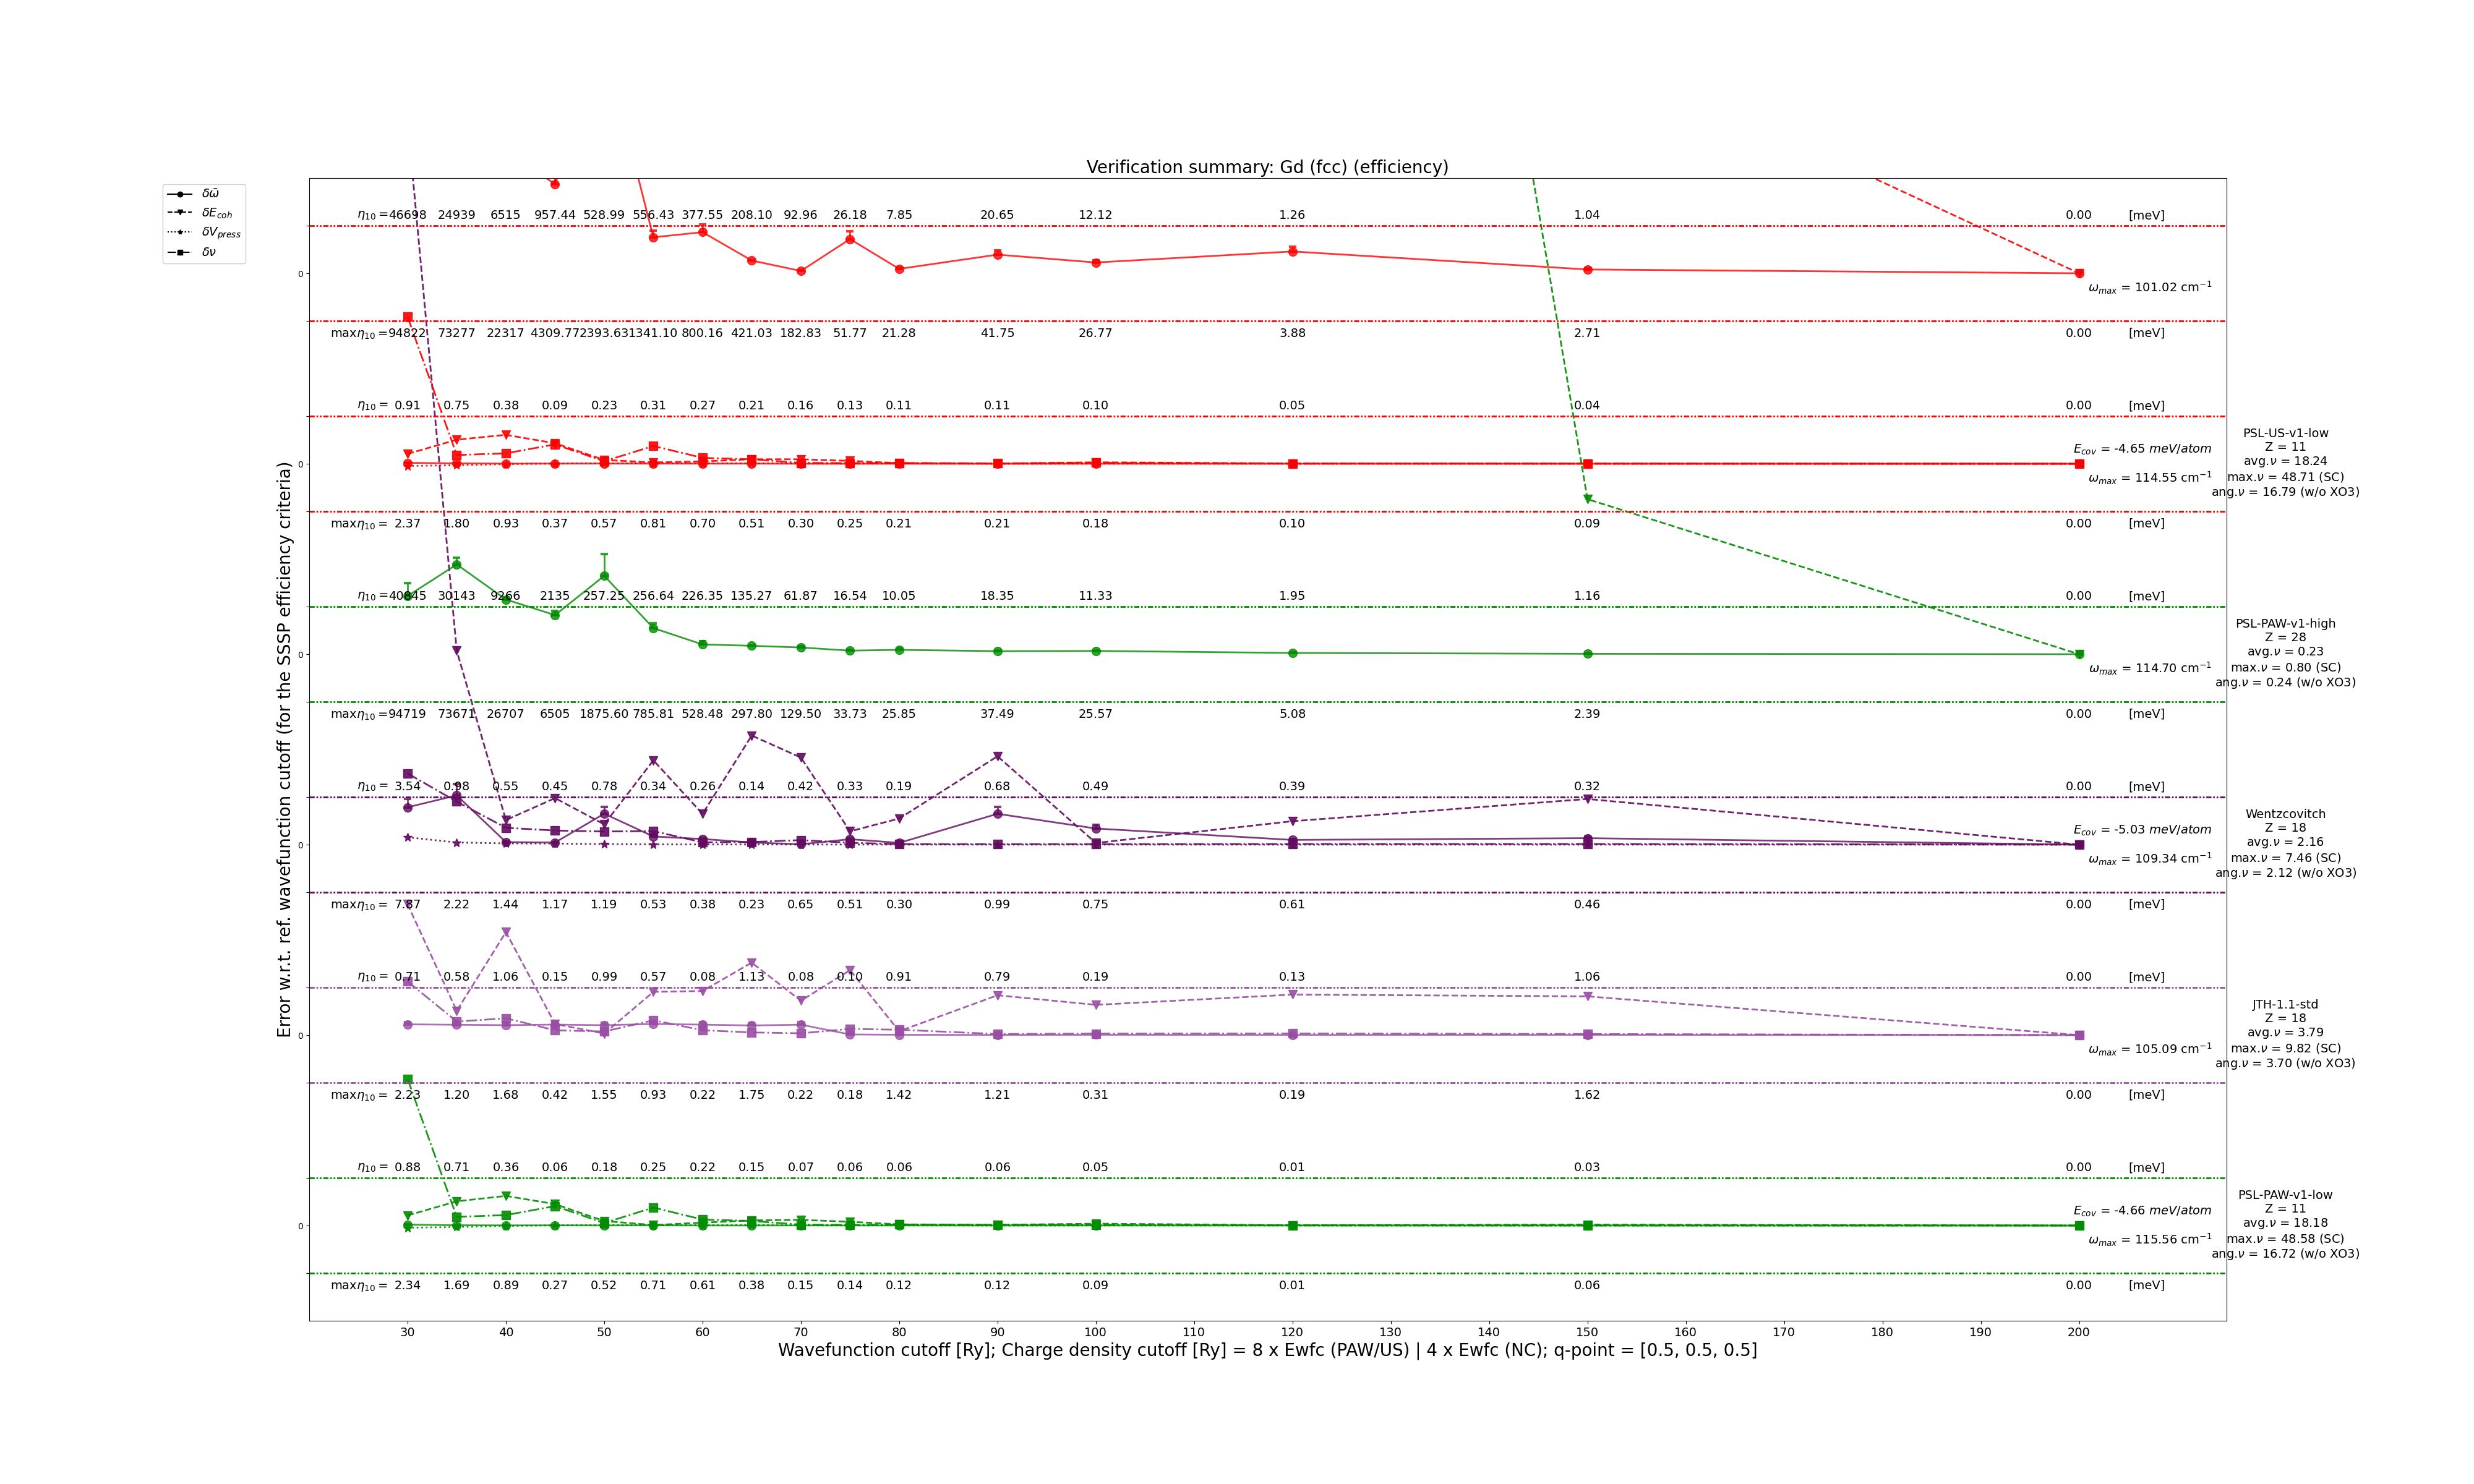 Verification summary: Gd (fcc) (efficiency)
δω̄
δE_coh
δV_press
δν
Error w.r.t. ref. wavefunction cutoff (for the SSSP efficiency criteria)
η₁₀ = 46698 24939 6515 957.44 528.99 556.43 377.55 208.10 92.96 26.18 7.85 20.65 12.12 1.26 1.04 0.00 [meV]
0
ω_max = 101.02 cm⁻¹
maxη₁₀ = 94822 73277 22317 4309.77 2393.63 1341.10 800.16 421.03 182.83 51.77 21.28 41.75 26.77 3.88 2.71 0.00 [meV]
η₁₀ = 0.91 0.75 0.38 0.09 0.23 0.31 0.27 0.21 0.16 0.13 0.11 0.11 0.10 0.05 0.04 0.00 [meV]
E_cov = -4.65 meV/atom
0
ω_max = 114.55 cm⁻¹
PSL-US-v1-low
Z = 11
avg.ν = 18.24
max.ν = 48.71 (SC)
ang.ν = 16.79 (w/o XO3)
maxη₁₀ = 2.37 1.80 0.93 0.37 0.57 0.81 0.70 0.51 0.30 0.25 0.21 0.21 0.18 0.10 0.09 0.00 [meV]
η₁₀ = 40845 30143 9266 2135 257.25 256.64 226.35 135.27 61.87 16.54 10.05 18.35 11.33 1.95 1.16 0.00 [meV]
0
ω_max = 114.70 cm⁻¹
PSL-PAW-v1-high
Z = 28
avg.ν = 0.23
max.ν = 0.80 (SC)
ang.ν = 0.24 (w/o XO3)
maxη₁₀ = 94719 73671 26707 6505 1875.60 785.81 528.48 297.80 129.50 33.73 25.85 37.49 25.57 5.08 2.39 0.00 [meV]
η₁₀ = 3.54 0.98 0.55 0.45 0.78 0.34 0.26 0.14 0.42 0.33 0.19 0.68 0.49 0.39 0.32 0.00 [meV]
E_cov = -5.03 meV/atom
0
ω_max = 109.34 cm⁻¹
Wentzcovitch
Z = 18
avg.ν = 2.16
max.ν = 7.46 (SC)
ang.ν = 2.12 (w/o XO3)
maxη₁₀ = 7.87 2.22 1.44 1.17 1.19 0.53 0.38 0.23 0.65 0.51 0.30 0.99 0.75 0.61 0.46 0.00 [meV]
η₁₀ = 0.71 0.58 1.06 0.15 0.99 0.57 0.08 1.13 0.08 0.10 0.91 0.79 0.19 0.13 1.06 0.00 [meV]
0
ω_max = 105.09 cm⁻¹
JTH-1.1-std
Z = 18
avg.ν = 3.79
max.ν = 9.82 (SC)
ang.ν = 3.70 (w/o XO3)
maxη₁₀ = 2.23 1.20 1.68 0.42 1.55 0.93 0.22 1.75 0.22 0.18 1.42 1.21 0.31 0.19 1.62 0.00 [meV]
η₁₀ = 0.88 0.71 0.36 0.06 0.18 0.25 0.22 0.15 0.07 0.06 0.06 0.06 0.05 0.01 0.03 0.00 [meV]
E_cov = -4.66 meV/atom
0
ω_max = 115.56 cm⁻¹
PSL-PAW-v1-low
Z = 11
avg.ν = 18.18
max.ν = 48.58 (SC)
ang.ν = 16.72 (w/o XO3)
maxη₁₀ = 2.34 1.69 0.89 0.27 0.52 0.71 0.61 0.38 0.15 0.14 0.12 0.12 0.09 0.01 0.06 0.00 [meV]
30 40 50 60 70 80 90 100 110 120 130 140 150 160 170 180 190 200
Wavefunction cutoff [Ry]; Charge density cutoff [Ry] = 8 x Ewfc (PAW/US) | 4 x Ewfc (NC); q-point = [0.5, 0.5, 0.5]